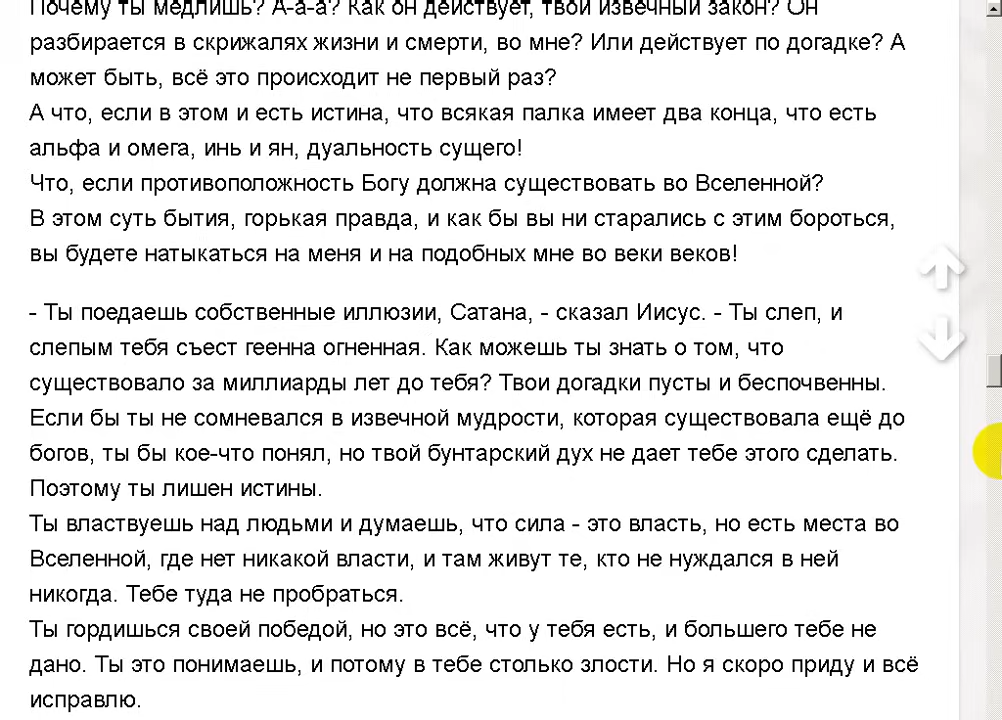 Почему ты медлишь? А-а-а? Как он действует, твой извечный закон? Он
разбирается в скрижалях жизни и смерти, во мне? Или действует по догадке? А
может быть, всё это происходит не первый раз?
А что, если в этом и есть истина, что всякая палка имеет два конца, что есть
альфа и омега, инь и ян, дуальность сущего!
Что, если противоположность Богу должна существовать во Вселенной?
В этом суть бытия, горькая правда, и как бы вы ни старались с этим бороться,
вы будете натыкаться на меня и на подобных мне во веки веков!
- Ты поедаешь собственные иллюзии, Сатана, - сказал Иисус. - Ты слеп, и
слепым тебя съест геенна огненная. Как можешь ты знать о том, что
существовало за миллиарды лет до тебя? Твои догадки пусты и беспочвенны.
Если бы ты не сомневался в извечной мудрости, которая существовала ещё до
богов, ты бы кое-что понял, но твой бунтарский дух не дает тебе этого сделать.
Поэтому ты лишен истины.
Ты властвуешь над людьми и думаешь, что сила - это власть, но есть места во
Вселенной, где нет никакой власти, и там живут те, кто не нуждался в ней
никогда. Тебе туда не пробраться.
Ты гордишься своей победой, но это всё, что у тебя есть, и большего тебе не
дано. Ты это понимаешь, и потому в тебе столько злости. Но я скоро приду и всё
исправлю.